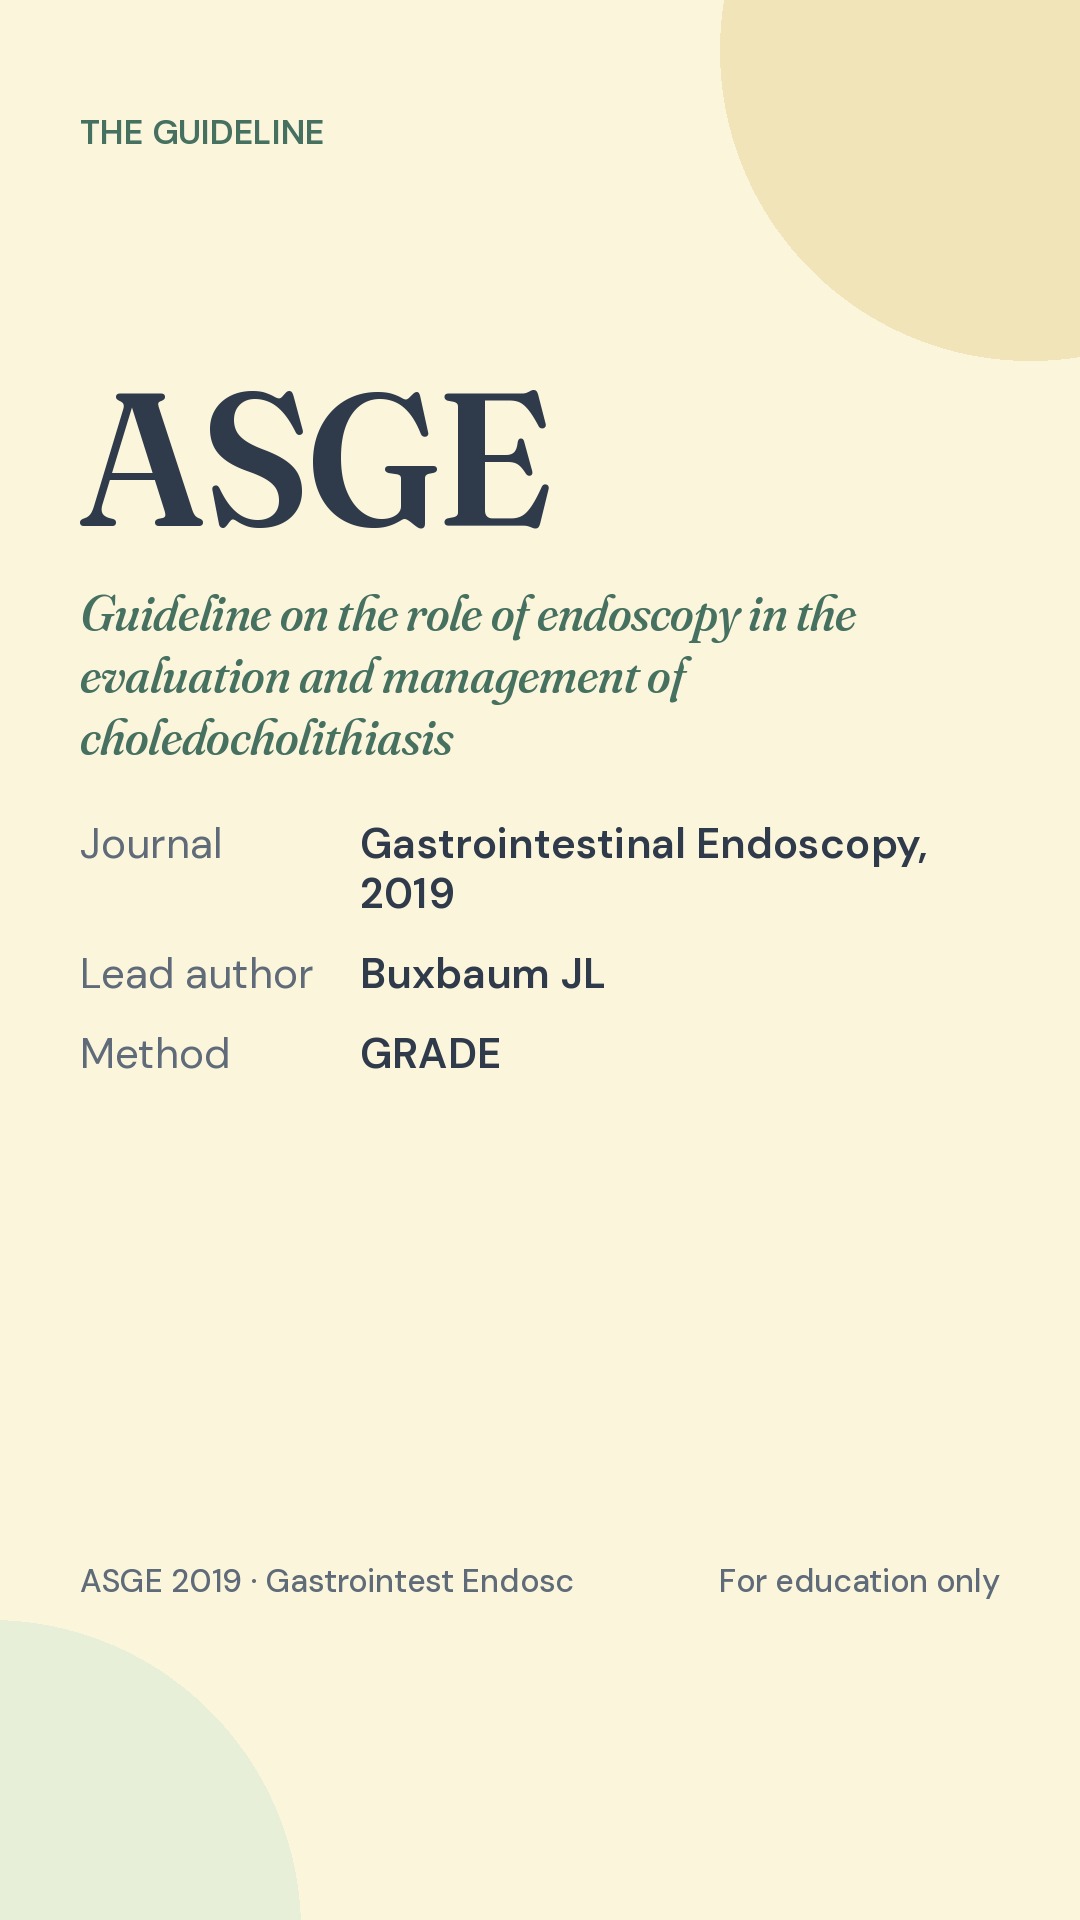 THE GUIDELINE
ASGE
Guideline on the role of endoscopy in the
evaluation and management of
choledocholithiasis
Journal Gastrointestinal Endoscopy,
2019
Lead author Buxbaum JL
Method GRADE
ASGE 2019 · Gastrointest Endosc For education only